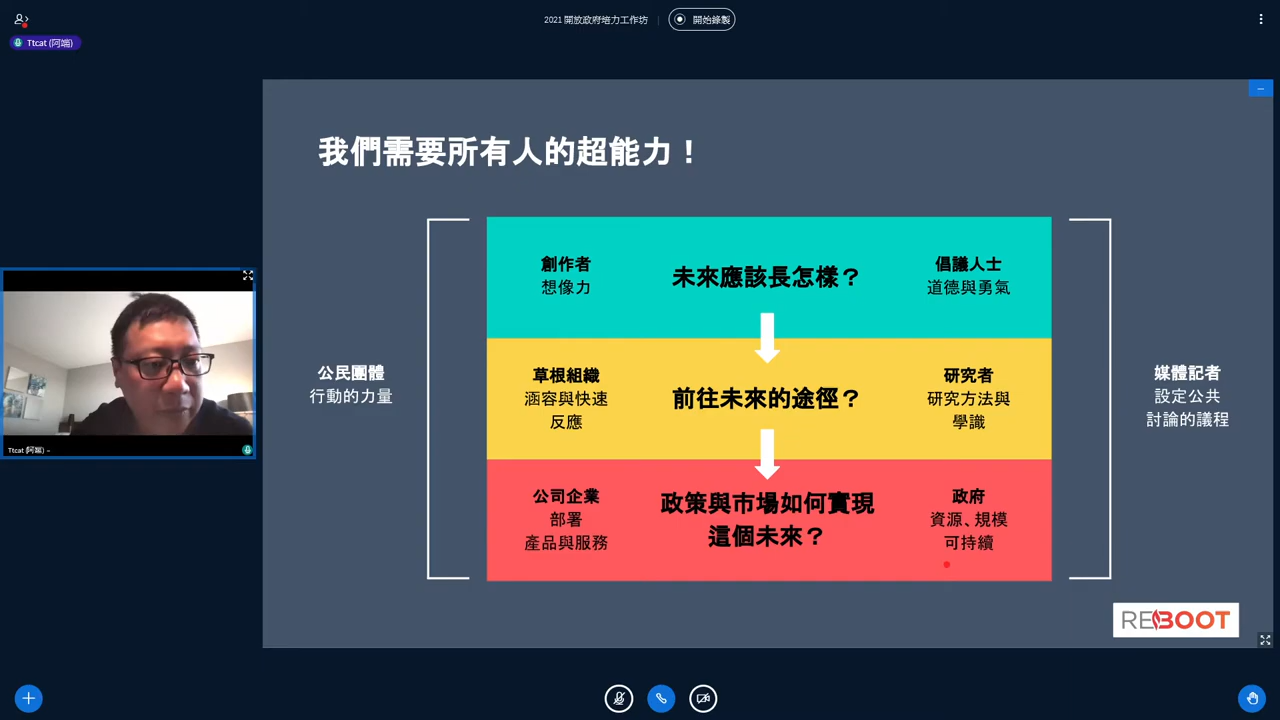 2021 開放政府培力工作坊
開始錄製
Ttcat (阿端)
我們需要所有人的超能力！
創作者
想像力
未來應該長怎樣？
倡議人士
道德與勇氣
公民團體
行動的力量
草根組織
涵容與快速
反應
前往未來的途徑？
研究者
研究方法與
學識
媒體記者
設定公共
討論的議程
公司企業
部署
產品與服務
政策與市場如何實現
這個未來？
政府
資源、規模
可持續
Ttcat (阿端)
REBOOT